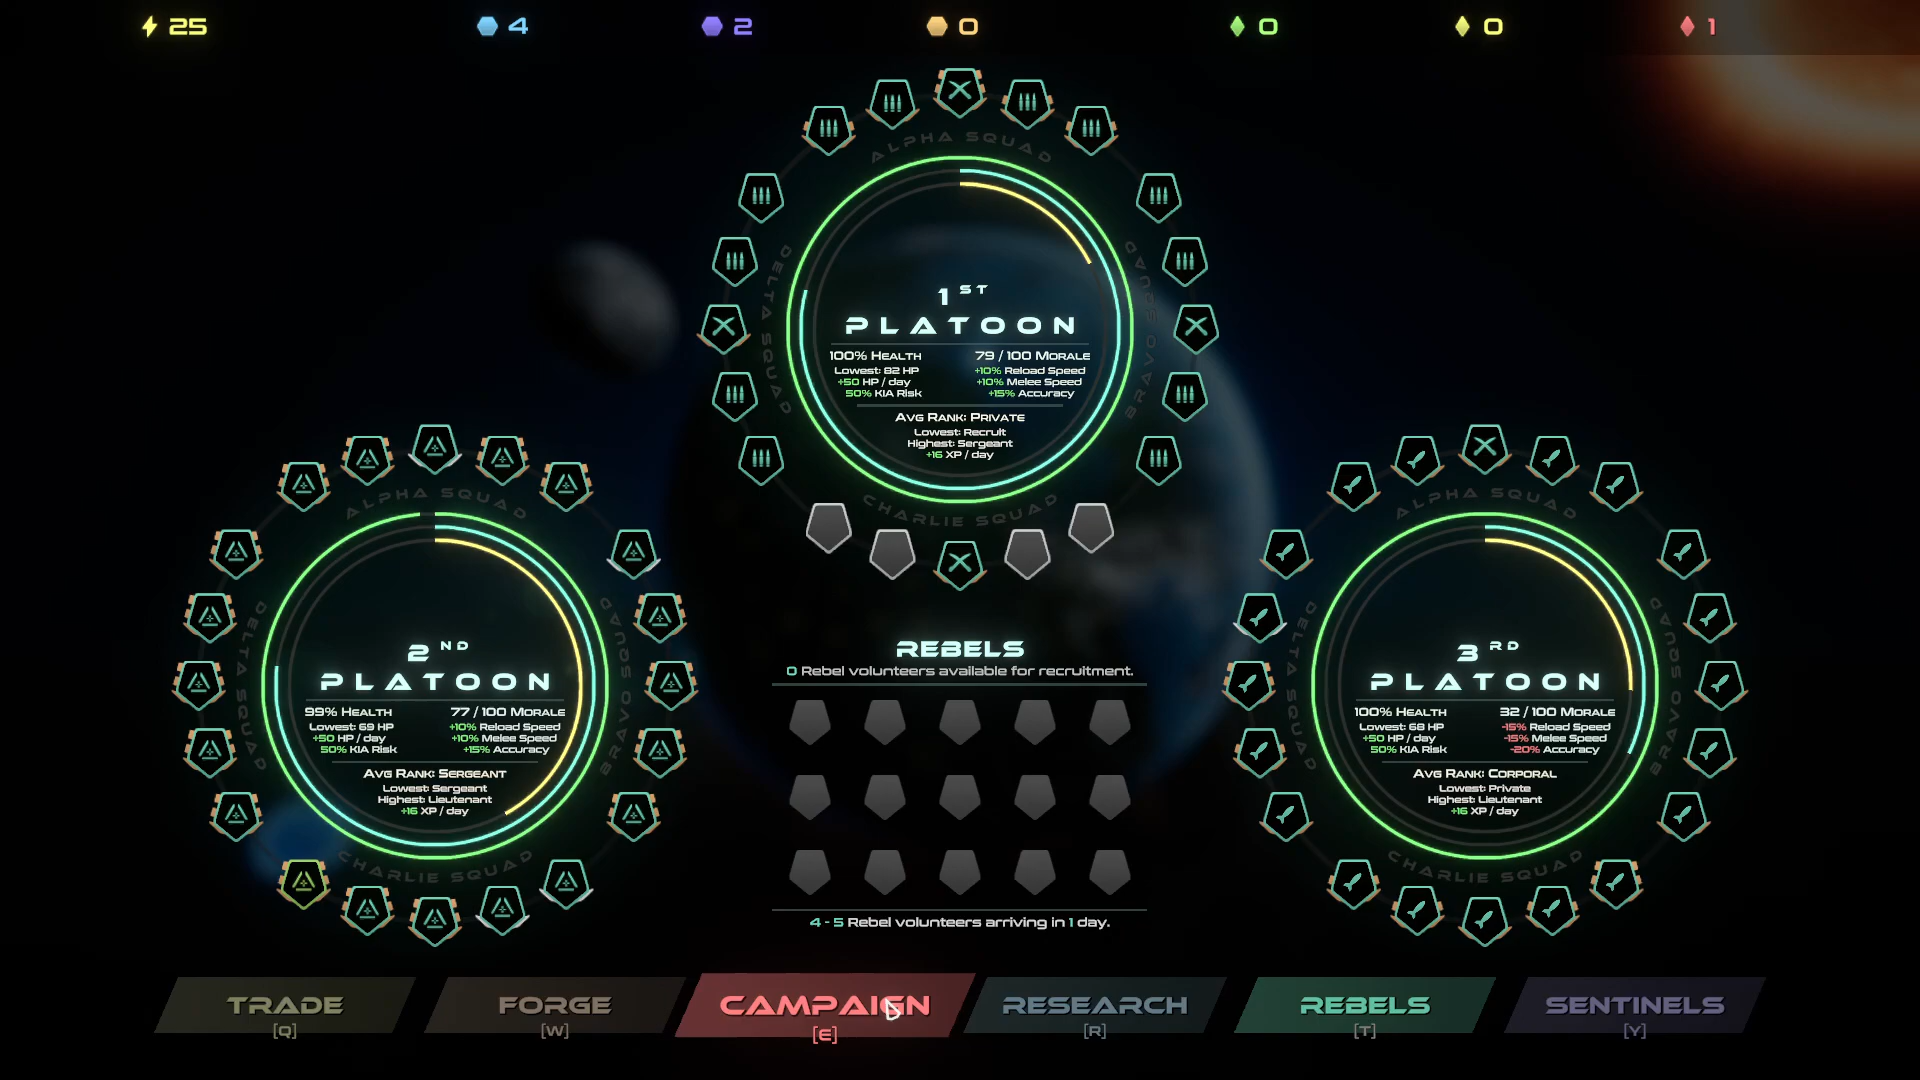 25 4 2 0 0 0 1
ALPHA SQUAD
BRAVO SQUAD
CHARLIE SQUAD
DELTA SQUAD
1ST
PLATOON
100% HEALTH 79 / 100 MORALE
Lowest: 82 HP +10% Reload Speed
+50 HP / day +10% Melee Speed
50% KIA Risk +15% Accuracy
AVG RANK: PRIVATE
Lowest: Recruit
Highest: Sergeant
+16 XP / day
ALPHA SQUAD
BRAVO SQUAD
CHARLIE SQUAD
DELTA SQUAD
2ND
PLATOON
99% HEALTH 77 / 100 MORALE
Lowest: 69 HP +10% Reload Speed
+50 HP / day +10% Melee Speed
50% KIA Risk +15% Accuracy
AVG RANK: SERGEANT
Lowest: Sergeant
Highest: Lieutenant
+16 XP / day
REBELS
0 Rebel volunteers available for recruitment.
4 - 5 Rebel volunteers arriving in 1 day.
ALPHA SQUAD
BRAVO SQUAD
CHARLIE SQUAD
DELTA SQUAD
3RD
PLATOON
100% HEALTH 32 / 100 MORALE
Lowest: 68 HP -15% Reload Speed
+50 HP / day -15% Melee Speed
50% KIA Risk -20% Accuracy
AVG RANK: CORPORAL
Lowest: Private
Highest: Lieutenant
+16 XP / day
TRADE FORGE CAMPAIGN RESEARCH REBELS SENTINELS
[Q] [W] [E] [R] [T] [Y]